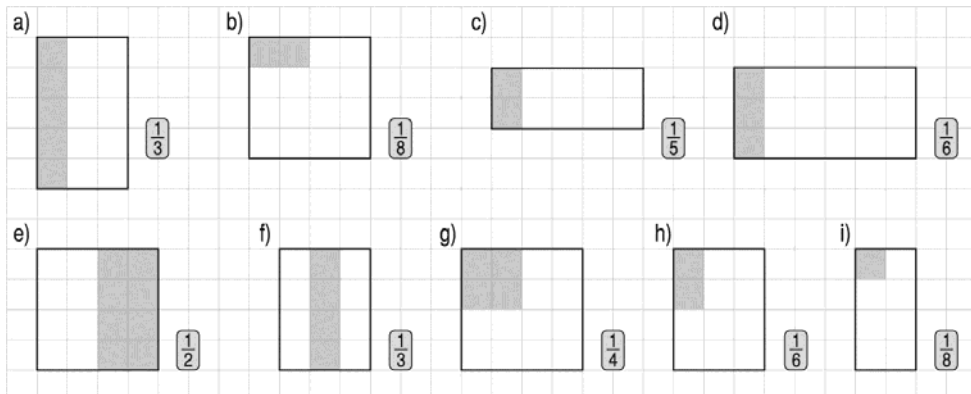 a) b) c) d)
1/3 1/8 1/5 1/6
e) f) g) h) i)
1/2 1/3 1/4 1/6 1/8